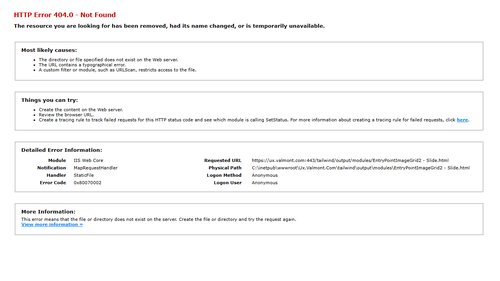 HTTP Error 404.0 - Not Found
The resource you are looking for has been removed, had its name changed, or is temporarily unavailable.
Most likely causes:
The directory or file specified does not exist on the Web server.
The URL contains a typographical error.
A custom filter or module, such as URLScan, restricts access to the file.
Things you can try:
Create the content on the Web server.
Review the browser URL.
Create a tracing rule to track failed requests for this HTTP status code and see which module is calling SetStatus. For more information about creating a tracing rule for failed requests, click here.
Detailed Error Information:
Module IIS Web Core Requested URL https://ux.valmont.com:443/tailwind/output/modules/EntryPointImageGrid2 - Slide.html
Notification MapRequestHandler Physical Path C:\inetpub\wwwroot\Ux.Valmont.Com\tailwind\output\modules\EntryPointImageGrid2 - Slide.html
Handler StaticFile Logon Method Anonymous
Error Code 0x80070002 Logon User Anonymous
More Information:
This error means that the file or directory does not exist on the server. Create the file or directory and try the request again.
View more information »